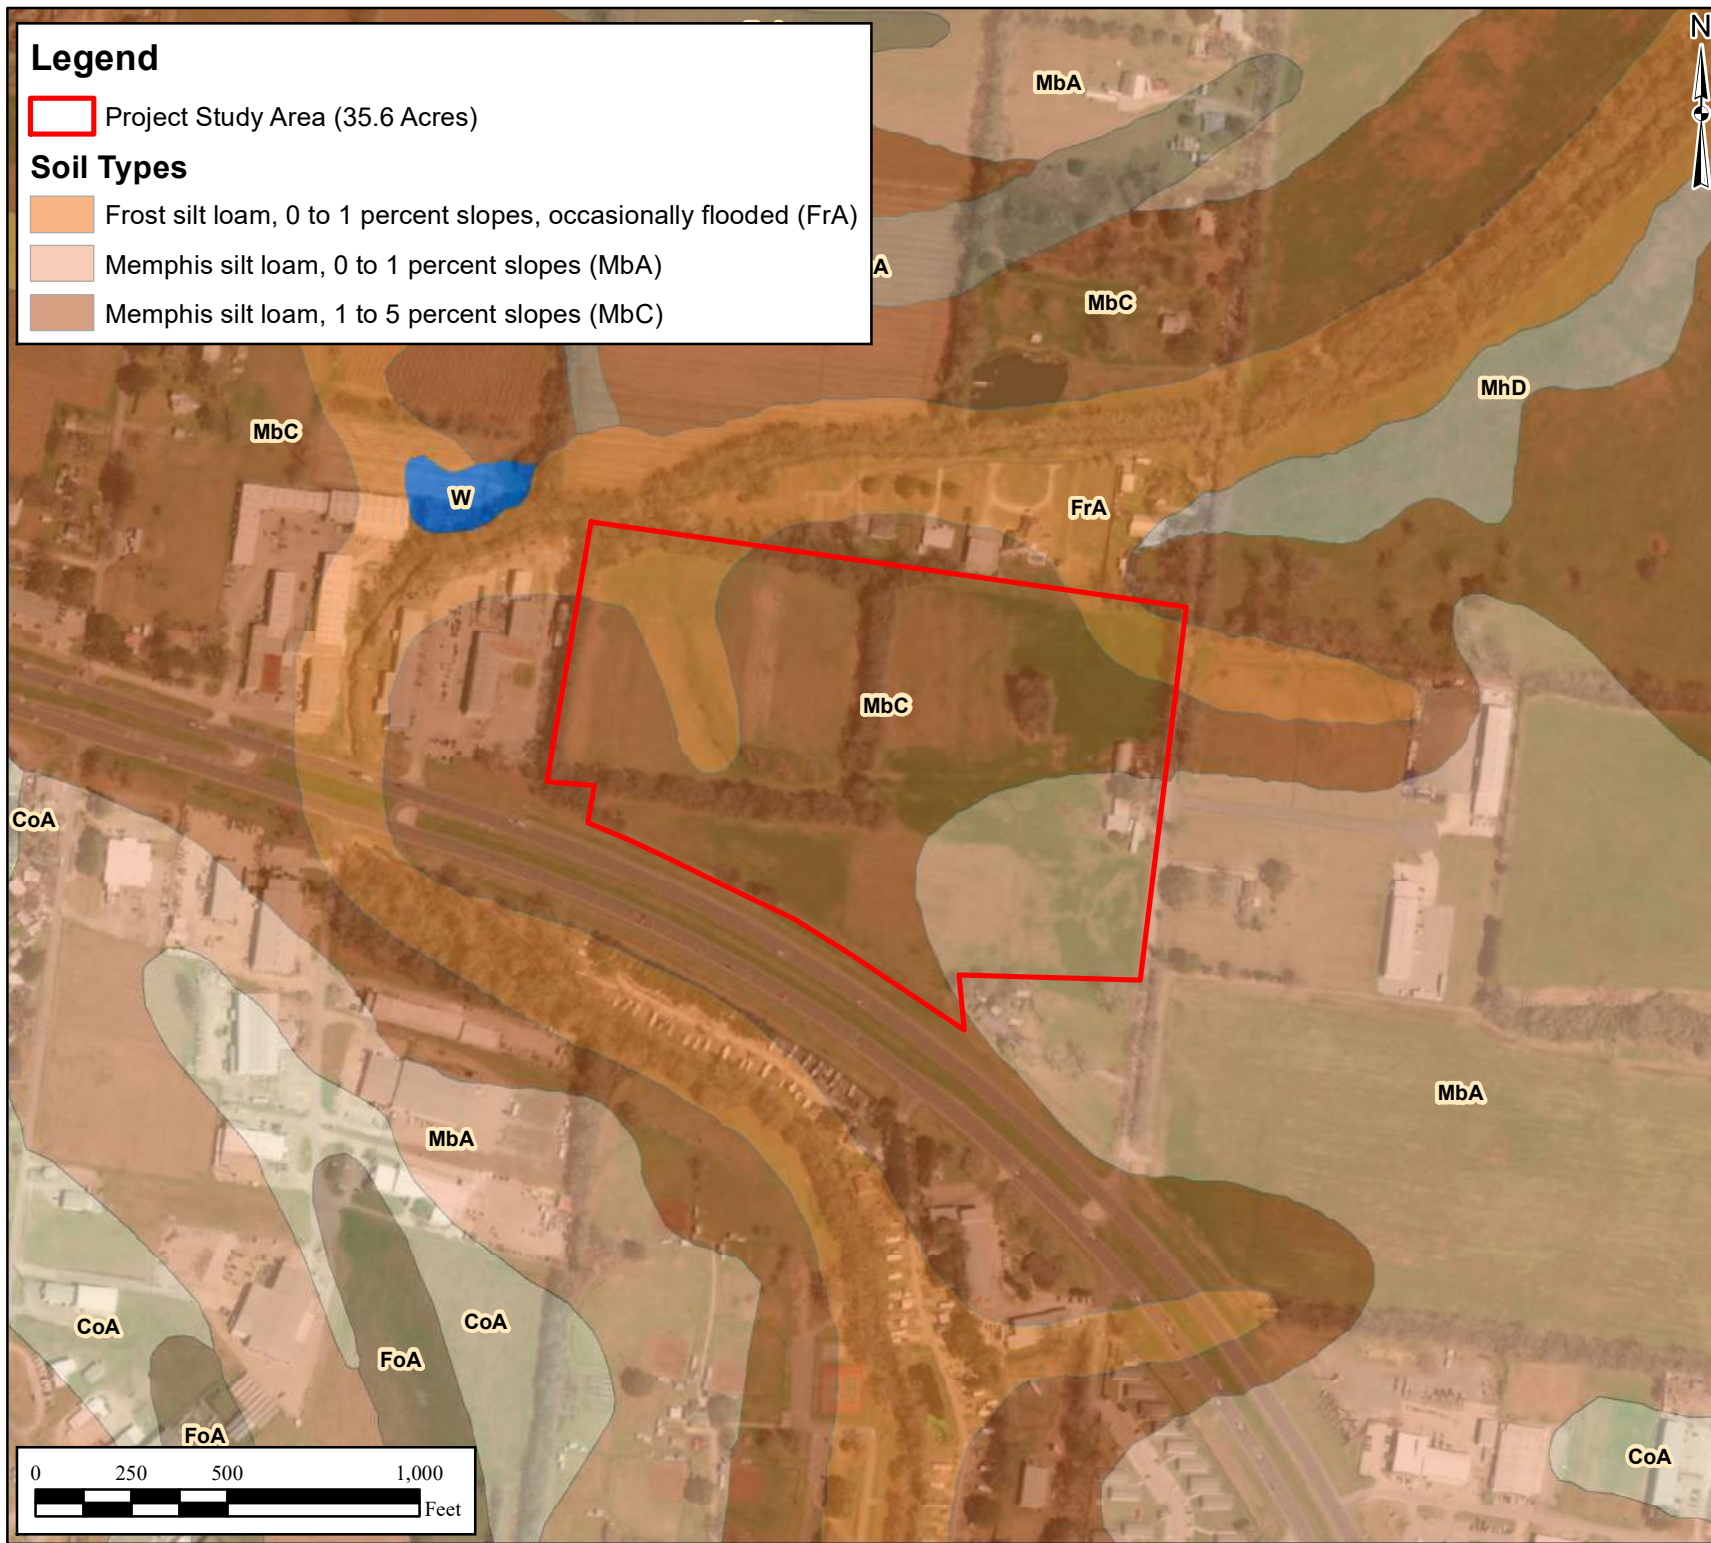 N
Legend
Project Study Area (35.6 Acres)
Soil Types
Frost silt loam, 0 to 1 percent slopes, occasionally flooded (FrA)
Memphis silt loam, 0 to 1 percent slopes (MbA)
Memphis silt loam, 1 to 5 percent slopes (MbC)
MbA
A
MbC
MhD
MbC
W
FrA
MbC
CoA
MbA
MbA
CoA
CoA
FoA
FoA
CoA
0 250 500 1,000
Feet